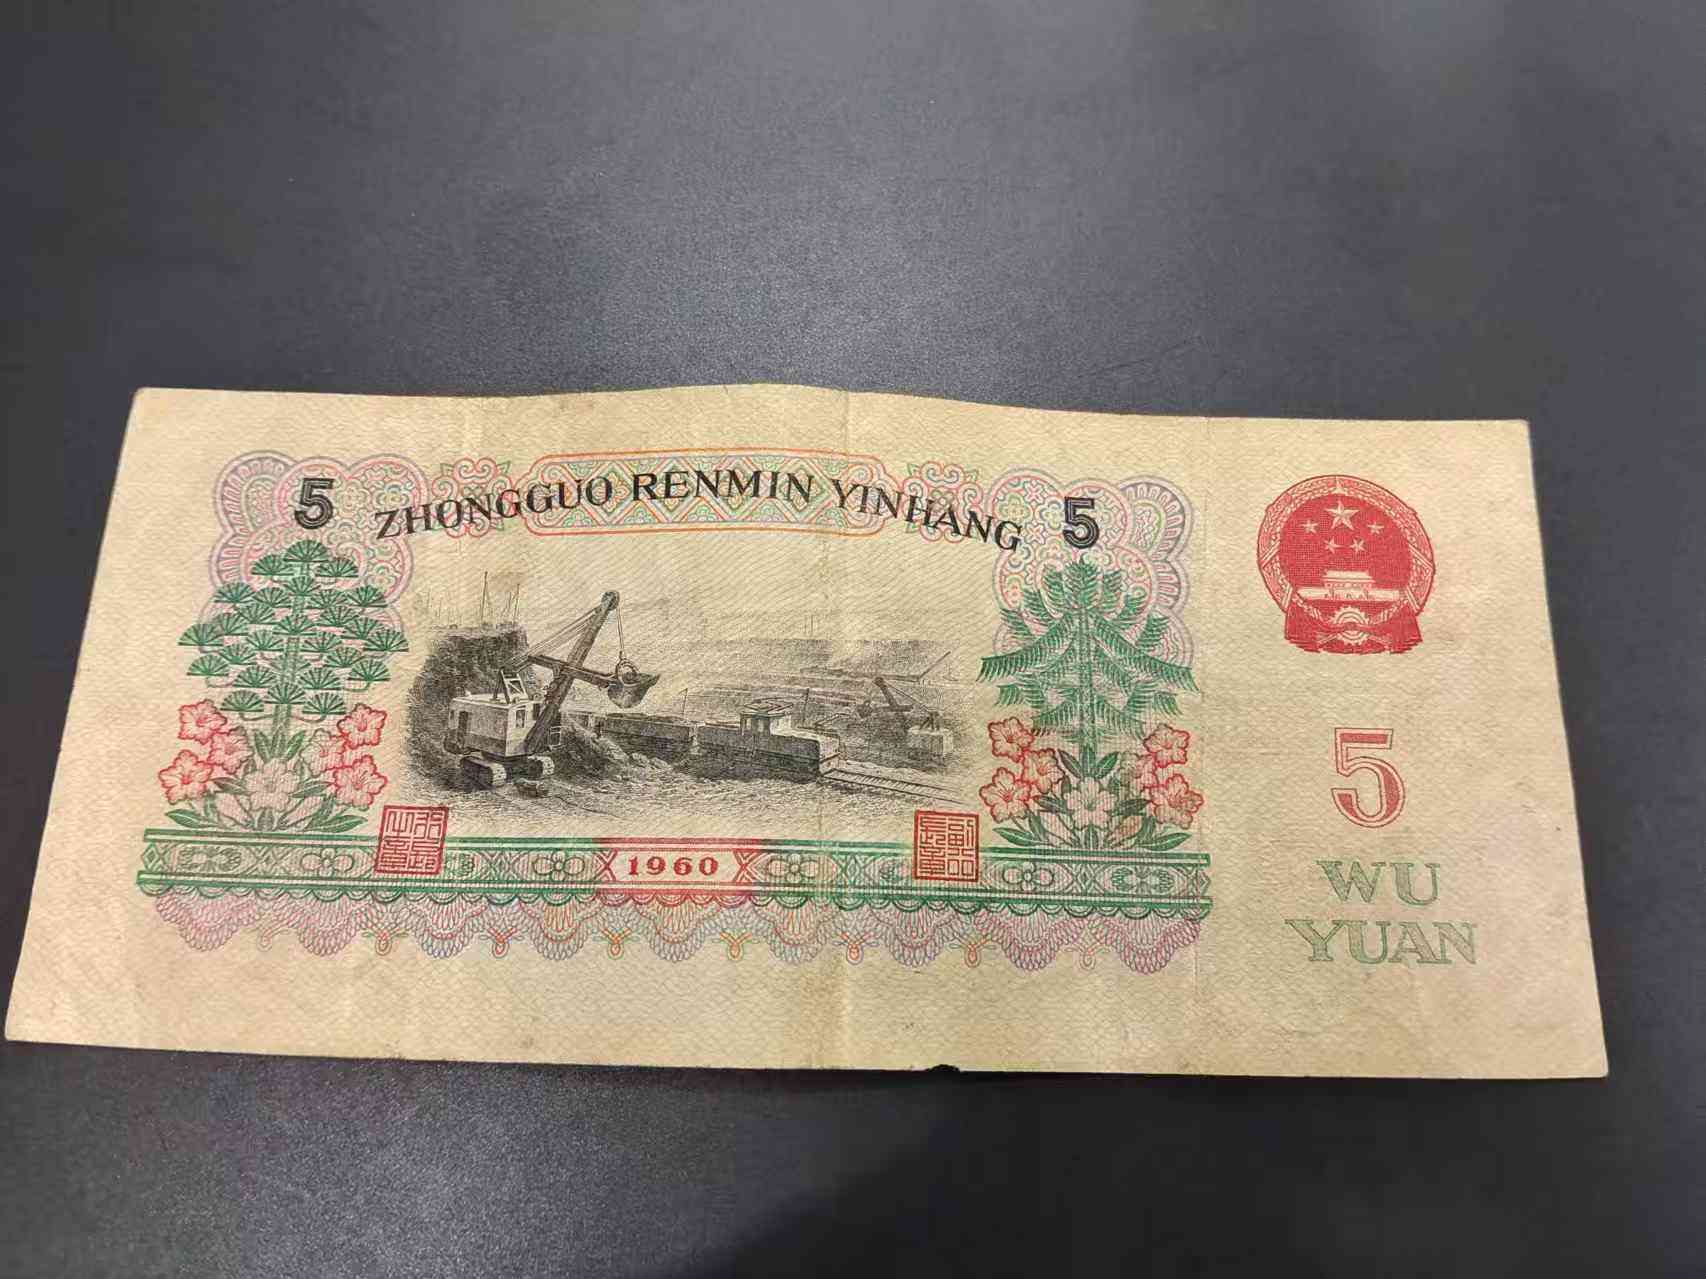 5 ZHONGGUO RENMIN YINHANG 5
5
WU
YUAN
1960